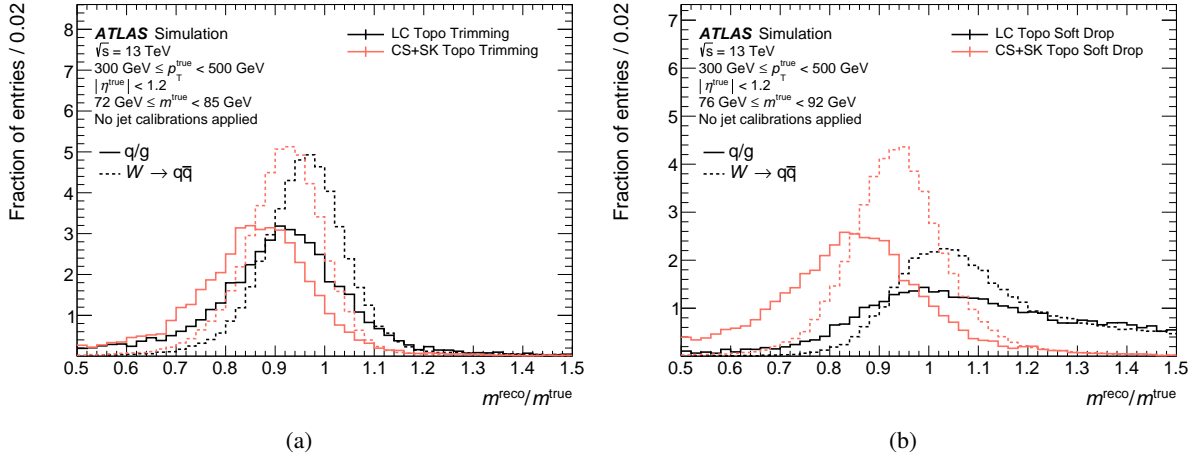 Fraction of entries / 0.02
ATLAS Simulation
√s = 13 TeV
300 GeV ≤ p_T^true < 500 GeV
|η^true| < 1.2
72 GeV ≤ m^true < 85 GeV
No jet calibrations applied
LC Topo Trimming
CS+SK Topo Trimming
q/g
W → qq̄
8
7
6
5
4
3
2
1
0.5 0.6 0.7 0.8 0.9 1 1.1 1.2 1.3 1.4 1.5
m^reco/m^true
(a)
Fraction of entries / 0.02
ATLAS Simulation
√s = 13 TeV
300 GeV ≤ p_T^true < 500 GeV
|η^true| < 1.2
76 GeV ≤ m^true < 92 GeV
No jet calibrations applied
LC Topo Soft Drop
CS+SK Topo Soft Drop
q/g
W → qq̄
7
6
5
4
3
2
1
0.5 0.6 0.7 0.8 0.9 1 1.1 1.2 1.3 1.4 1.5
m^reco/m^true
(b)